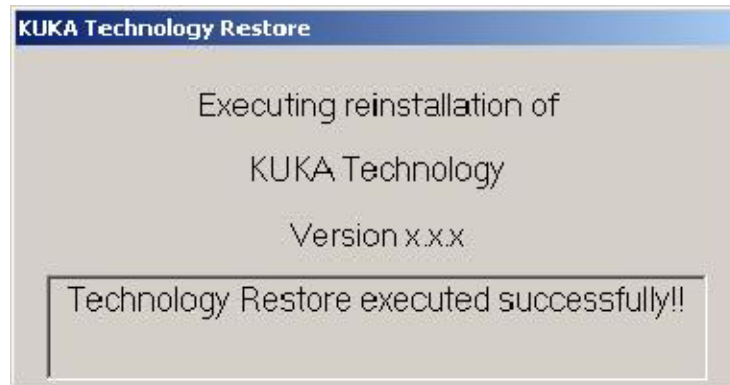 KUKA Technology Restore
Executing reinstallation of
KUKA Technology
Version x.x.x
Technology Restore executed successfully!!